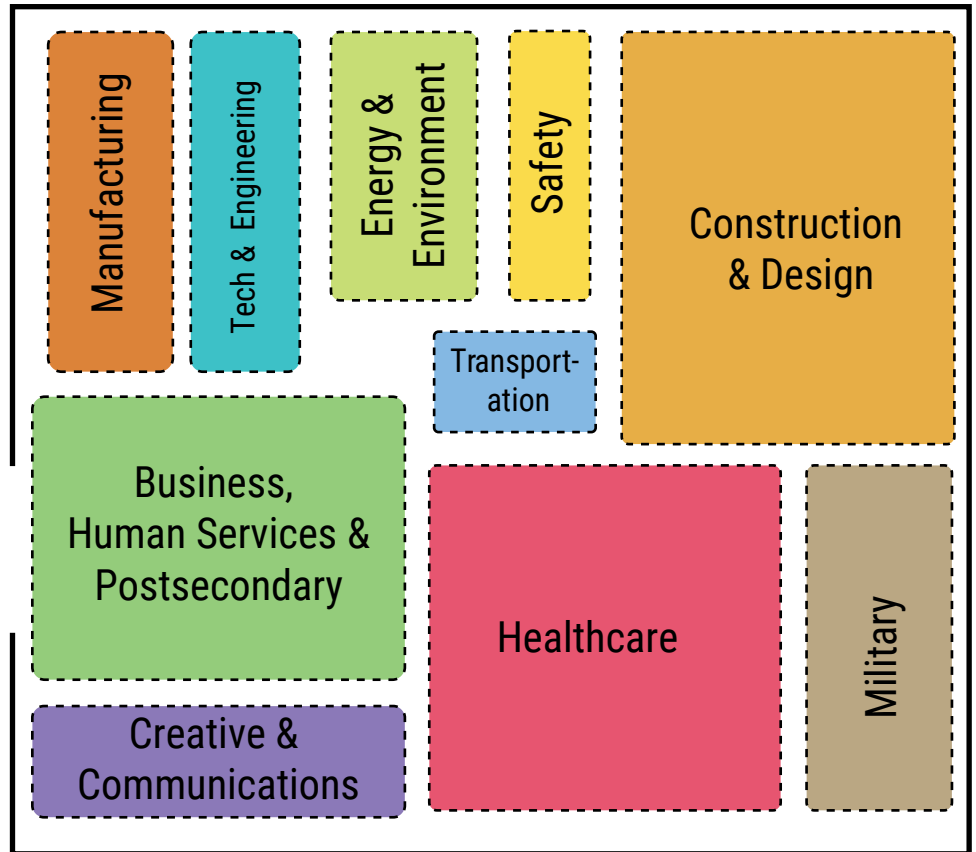 Manufacturing
Tech & Engineering
Energy &
Environment
Safety
Construction
& Design
Transport-
ation
Business,
Human Services &
Postsecondary
Healthcare
Military
Creative &
Communications